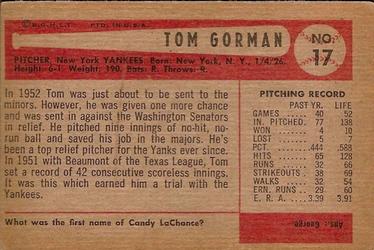 ©B.G.H.L.I. PTD. IN U.S.A.
TOM GORMAN
NO. 17
PITCHER, New York YANKEES Born: New York, N. Y., 1/4/26.
Height: 6-1 Weight: 190. Bats: R. Throws: R.
In 1952 Tom was just about to be sent to the
minors. However, he was given one more chance
and was sent in against the Washington Senators
in relief. He pitched nine innings of no-hit, no-
run ball and saved his job in the majors. He's
been a top relief pitcher for the Yanks ever since.
In 1951 with Beaumont of the Texas League, Tom
set a record of 42 consecutive scoreless innings.
It was this which earned him a trial with the
Yankees.
PITCHING RECORD
PAST YR. LIFE
GAMES 40 52
IN. PITCHED. 77 138
WON 4 10
LOST 5 7
PCT. .444 .588
HITS 65 128
RUNS 32 66
STRIKEOUTS 38 69
WALKS 32 54
ERN. RUNS 29 60
E. R. A. 3.39 3.91
What was the first name of Candy LaChance?
Ans.: George